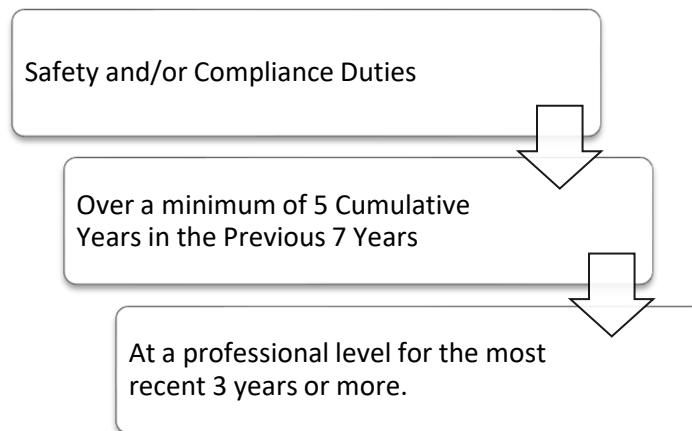 Safety and/or Compliance Duties
Over a minimum of 5 Cumulative
Years in the Previous 7 Years
At a professional level for the most
recent 3 years or more.